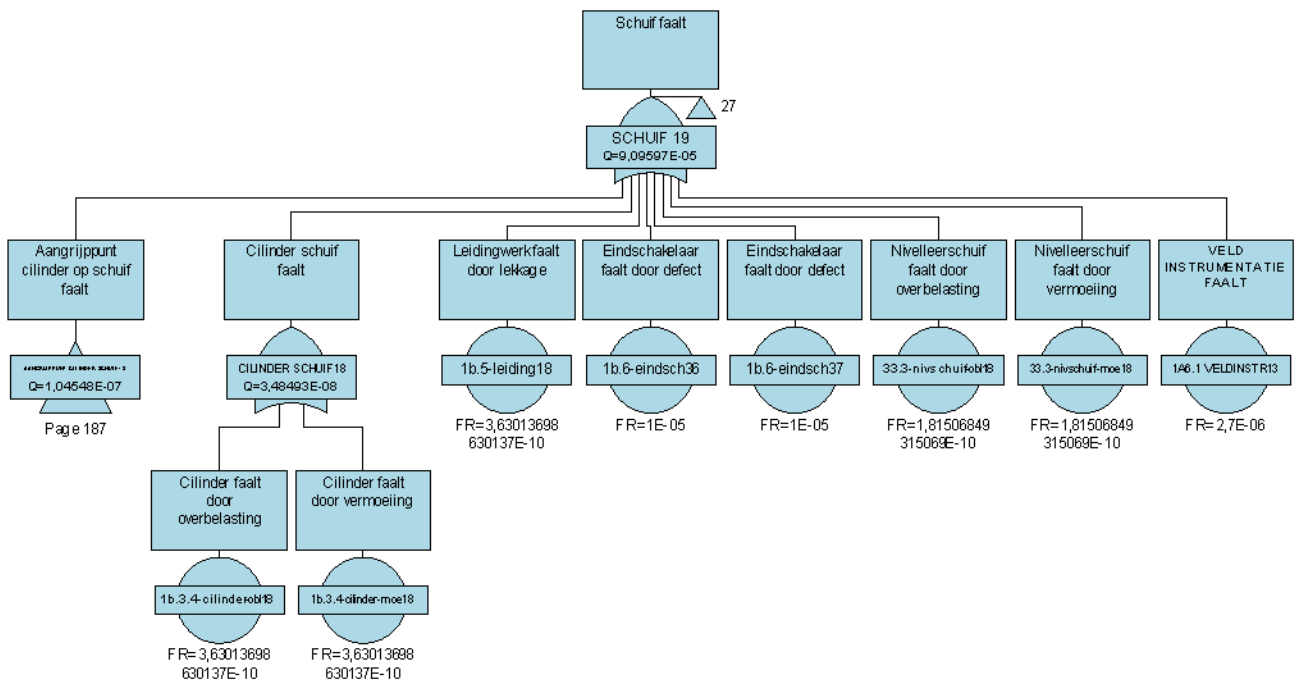 Schuif faalt
27
SCHUIF 19
Q=9,09597E-05
Aangrijppunt
cilinder op schuif
faalt
Cilinder schuif
faalt
Leidingwerkfaalt
door lekkage
Eindschakelaar
faalt door defect
Eindschakelaar
faalt door defect
Nivelleerschuif
faalt door
overbelasting
Nivelleerschuif
faalt door
vermoeiing
VELD
INSTRUMENTATIE
FAALT
Q=1,04548E-07
Page 187
CILINDER SCHUIF18
Q=3,48493E-08
1b.5-leiding18
FR=3,63013698
630137E-10
1b.6-eindsch36
FR=1E-05
1b.6-eindsch37
FR=1E-05
33.3-nivschuifobl18
FR=1,81506849
315069E-10
33.3-nivschuif-moe18
FR=1,81506849
315069E-10
1A6.1 VELDINSTR13
FR=2,7E-06
Cilinder faalt
door
overbelasting
Cilinder faalt
door vermoeiing
1b.3.4-cilinderobl18
FR=3,63013698
630137E-10
1b.3.4-cilinder-moe18
FR=3,63013698
630137E-10